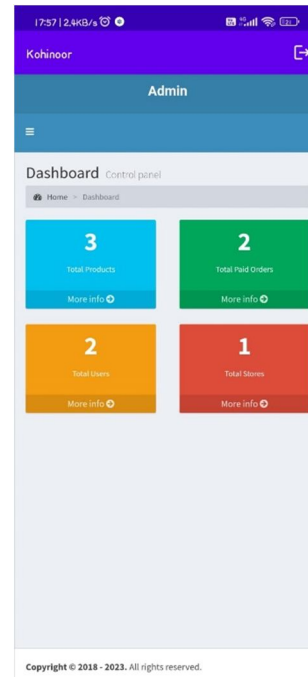 17:57 | 2.4KB/s
Kohinoor
Admin
Dashboard Control panel
Home > Dashboard
3
Total Products
More info
2
Total Paid Orders
More info
2
Total Users
More info
1
Total Stores
More info
Copyright © 2018 - 2023. All rights reserved.